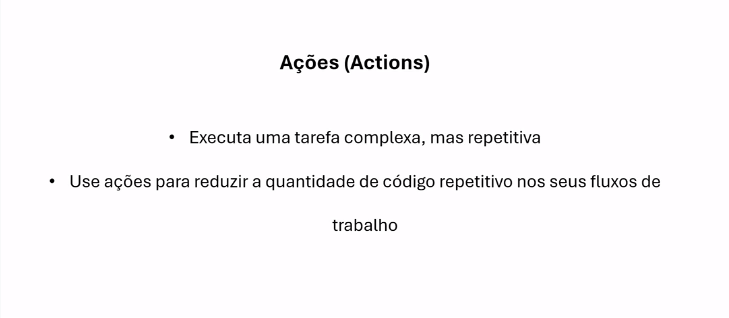 Ações (Actions)
• Executa uma tarefa complexa, mas repetitiva
• Use ações para reduzir a quantidade de código repetitivo nos seus fluxos de
trabalho